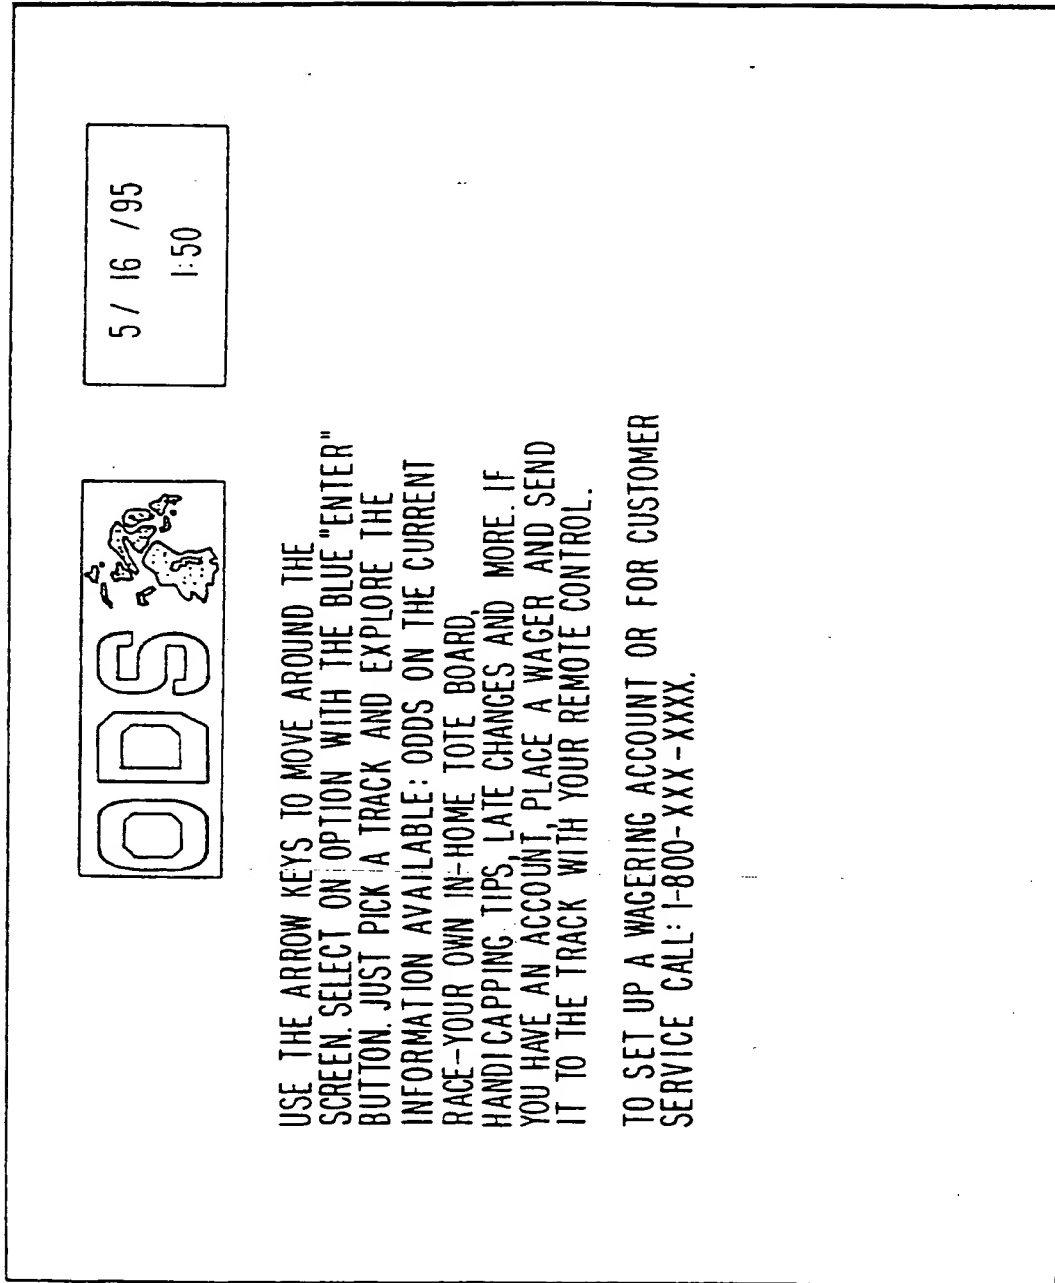 ODS
5/ 16 /95
1:50
USE THE ARROW KEYS TO MOVE AROUND THE
SCREEN. SELECT ON OPTION WITH THE BLUE "ENTER"
BUTTON. JUST PICK A TRACK AND EXPLORE THE
INFORMATION AVAILABLE: ODDS ON THE CURRENT
RACE-YOUR OWN IN-HOME TOTE BOARD,
HANDICAPPING TIPS, LATE CHANGES AND MORE. IF
YOU HAVE AN ACCOUNT, PLACE A WAGER AND SEND
IT TO THE TRACK WITH YOUR REMOTE CONTROL.
TO SET UP A WAGERING ACCOUNT OR FOR CUSTOMER
SERVICE CALL: 1-800-XXX-XXXX.